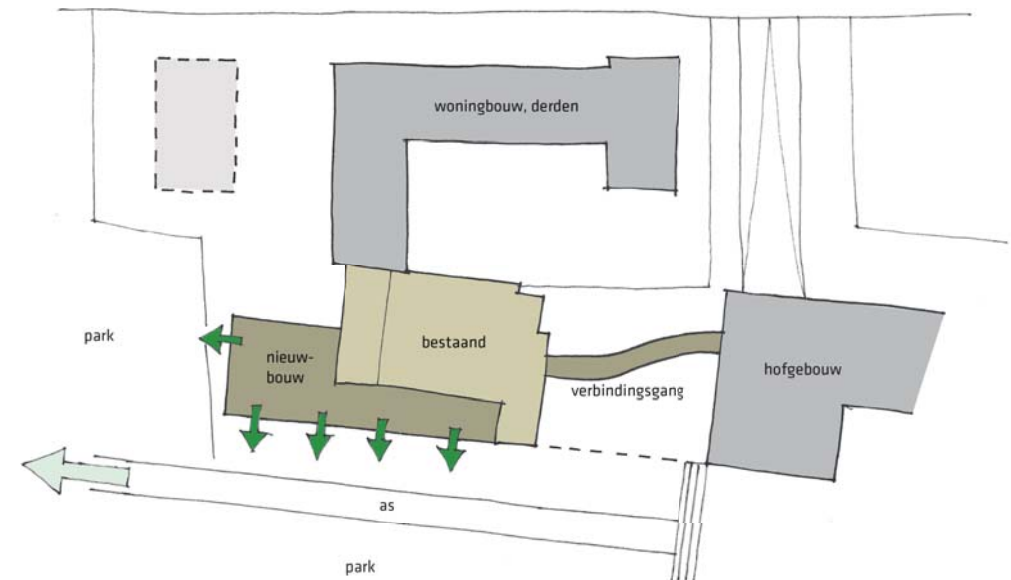 woningbouw, derden
park
nieuw-
bouw
bestaand
verbindingsgang
hofgebouw
as
park